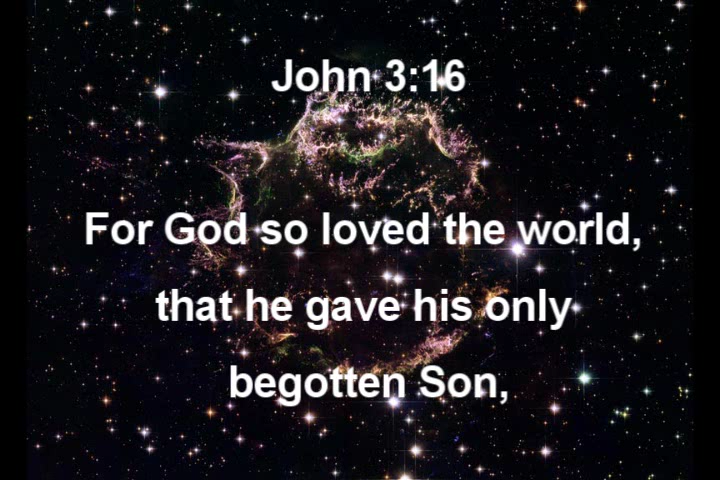 John 3:16
For God so loved the world,
that he gave his only
begotten Son,